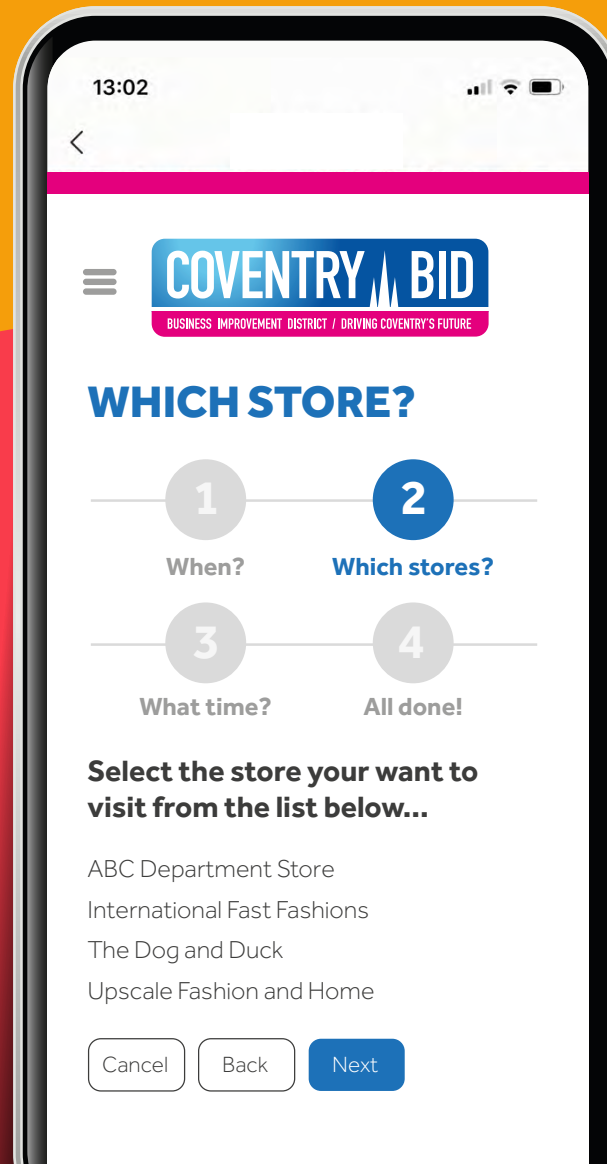 13:02
COVENTRY BID
BUSINESS IMPROVEMENT DISTRICT / DRIVING COVENTRY'S FUTURE
WHICH STORE?
1 2
When? Which stores?
3 4
What time? All done!
Select the store your want to
visit from the list below...
ABC Department Store
International Fast Fashions
The Dog and Duck
Upscale Fashion and Home
Cancel Back Next